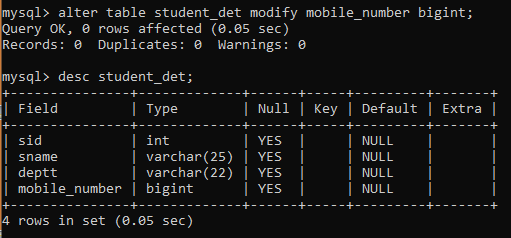 mysql> alter table student_det modify mobile_number bigint;
Query OK, 0 rows affected (0.05 sec)
Records: 0  Duplicates: 0  Warnings: 0

mysql> desc student_det;
+---------------+-------------+------+-----+---------+-------+
| Field         | Type        | Null | Key | Default | Extra |
+---------------+-------------+------+-----+---------+-------+
| sid           | int         | YES  |     | NULL    |       |
| sname         | varchar(25) | YES  |     | NULL    |       |
| deptt         | varchar(22) | YES  |     | NULL    |       |
| mobile_number | bigint      | YES  |     | NULL    |       |
+---------------+-------------+------+-----+---------+-------+
4 rows in set (0.05 sec)